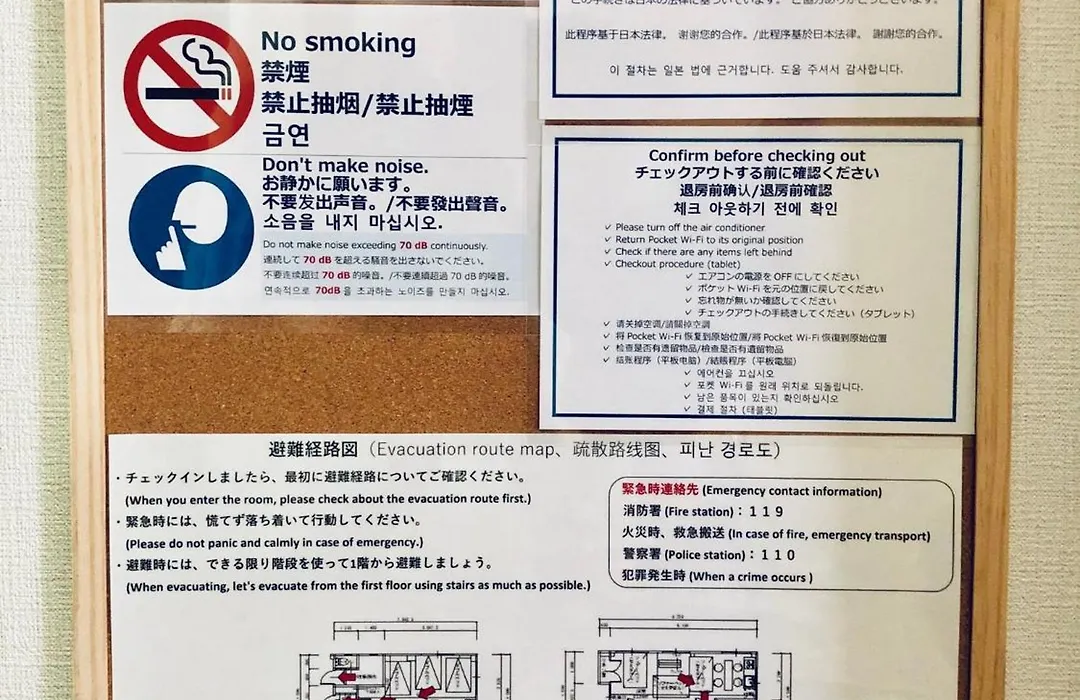 No smoking
禁煙
禁止抽烟/禁止抽煙
금연
Don't make noise.
お静かに願います。
不要发出声音。/不要發出聲音。
소음을 내지 마십시오.
Do not make noise exceeding 70 dB continuously.
連続して 70 dB を超える騒音を出さないでください。
不要连续超过 70 dB 的噪音。/不要連續超過 70 dB 的噪音。
연속적으로 70dB 을 초과하는 노이즈를 만들지 마십시오.
この手続きは日本の法律に基づいています。ご協力ありがとうございます。
此程序基于日本法律。 谢谢您的合作。/此程序基於日本法律。 謝謝您的合作。
이 절차는 일본 법에 근거합니다. 도움 주셔서 감사합니다.
Confirm before checking out
チェックアウトする前に確認ください
退房前确认/退房前確認
체크 아웃하기 전에 확인
✓ Please turn off the air conditioner
✓ Return Pocket Wi-Fi to its original position
✓ Check if there are any items left behind
✓ Checkout procedure (tablet)
✓ エアコンの電源を OFF にしてください
✓ ポケット Wi-Fi を元の位置に戻してください
✓ 忘れ物が無いか確認してください
✓ チェックアウトの手続きしてください（タブレット）
✓ 请关掉空调/請關掉空調
✓ 将 Pocket Wi-Fi 恢复到原始位置/將 Pocket Wi-Fi 恢復到原始位置
✓ 检查是否有遗留物品/檢查是否有遺留物品
✓ 结账程序（平板电脑）/結賬程序（平板電腦）
✓ 에어컨을 끄십시오
✓ 포켓 Wi-Fi 를 원래 위치로 되돌립니다.
✓ 남은 품목이 있는지 확인하십시오
✓ 결제 절차 (태블릿)
避難経路図（Evacuation route map、疏散路线图、피난 경로도）
・チェックインしましたら、最初に避難経路についてご確認ください。
(When you enter the room, please check about the evacuation route first.)
・緊急時には、慌てず落ち着いて行動してください。
(Please do not panic and calmly in case of emergency.)
・避難時には、できる限り階段を使って1階から避難しましょう。
(When evacuating, let's evacuate from the first floor using stairs as much as possible.)
緊急時連絡先 (Emergency contact information)
消防署 (Fire station)：１１９
火災時、救急搬送 (In case of fire, emergency transport)
警察署 (Police station)：１１０
犯罪発生時 (When a crime occurs )